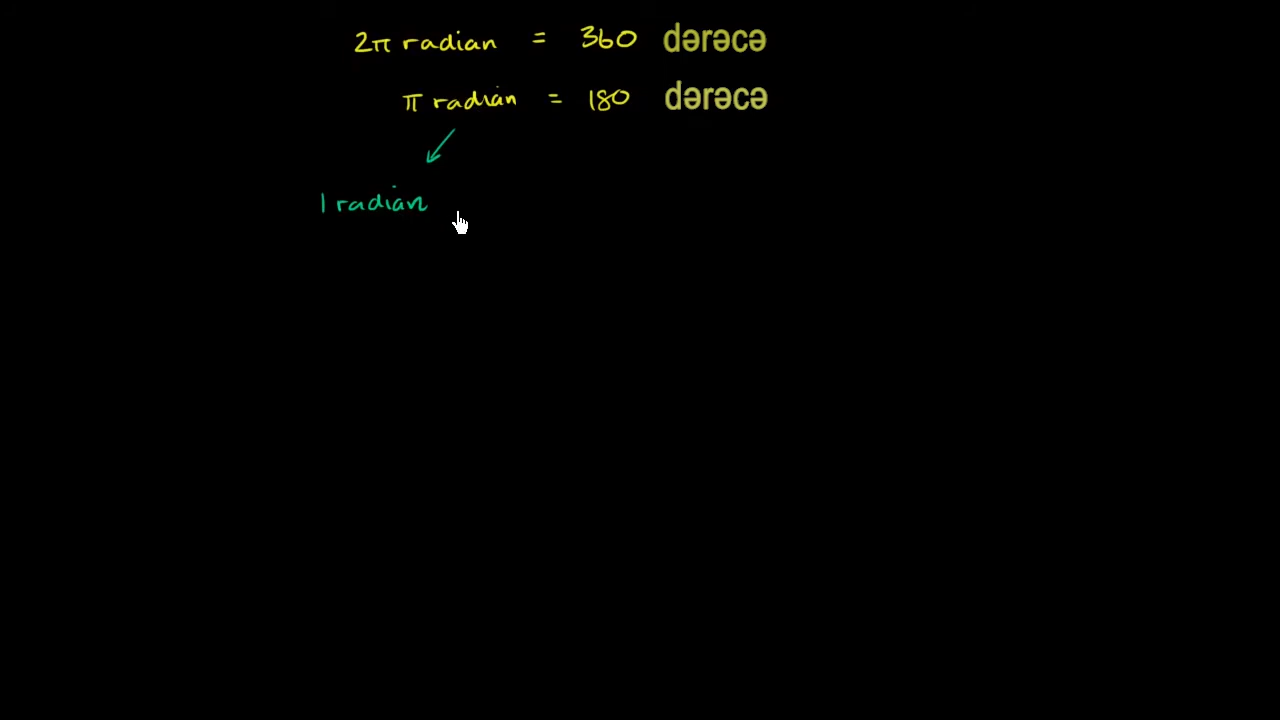 2π radian = 360 dərəcə
π radian = 180 dərəcə
1 radian